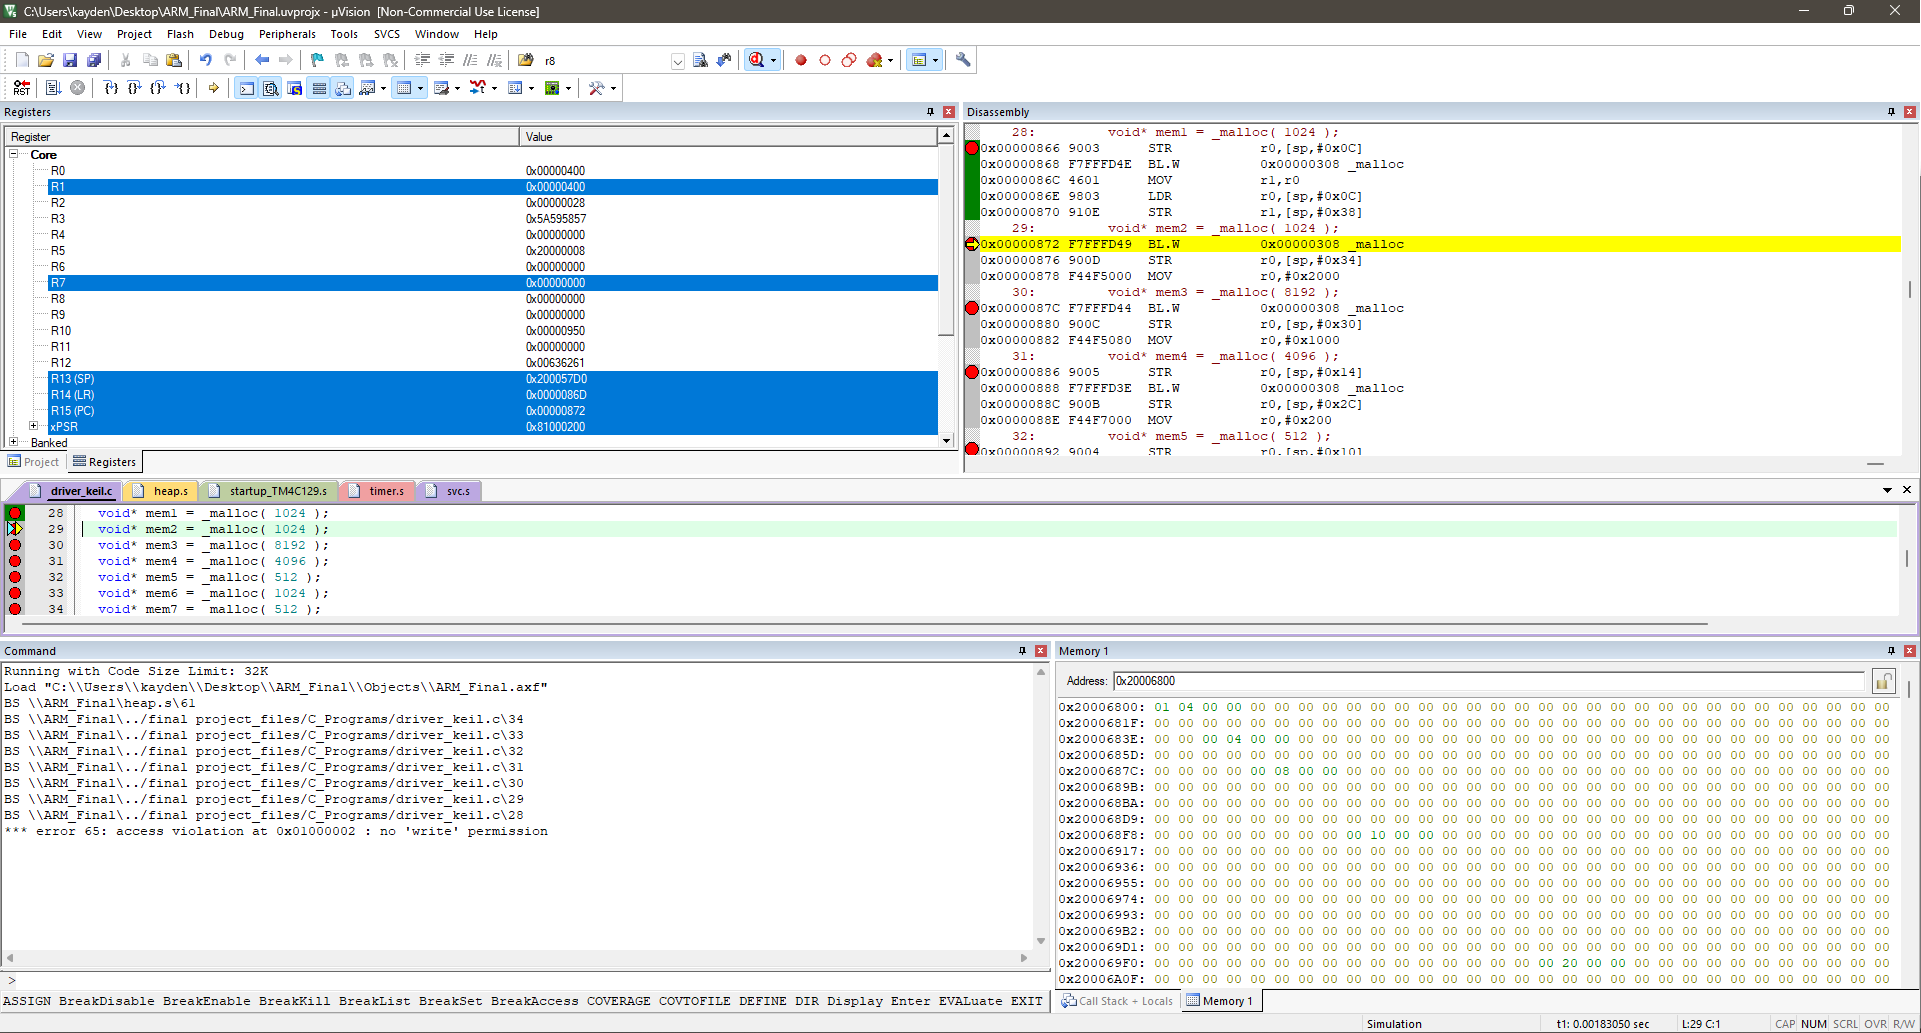 C:\Users\kayden\Desktop\ARM_Final\ARM_Final.uvprojx - µVision  [Non-Commercial Use License]
File Edit View Project Flash Debug Peripherals Tools SVCS Window Help
r8
Registers
Register Value
Core
R0 0x00000400
R1 0x00000400
R2 0x00000028
R3 0x5A595857
R4 0x00000000
R5 0x20000008
R6 0x00000000
R7 0x00000000
R8 0x00000000
R9 0x00000000
R10 0x00000950
R11 0x00000000
R12 0x00636261
R13 (SP) 0x200057D0
R14 (LR) 0x0000086D
R15 (PC) 0x00000872
xPSR 0x81000200
Banked
Project Registers
Disassembly
28: void* mem1 = _malloc( 1024 );
0x00000866 9003 STR r0,[sp,#0x0C]
0x00000868 F7FFFD4E BL.W 0x00000308 _malloc
0x0000086C 4601 MOV r1,r0
0x0000086E 9803 LDR r0,[sp,#0x0C]
0x00000870 910E STR r1,[sp,#0x38]
29: void* mem2 = _malloc( 1024 );
0x00000872 F7FFFD49 BL.W 0x00000308 _malloc
0x00000876 900D STR r0,[sp,#0x34]
0x00000878 F44F5000 MOV r0,#0x2000
30: void* mem3 = _malloc( 8192 );
0x0000087C F7FFFD44 BL.W 0x00000308 _malloc
0x00000880 900C STR r0,[sp,#0x30]
0x00000882 F44F5080 MOV r0,#0x1000
31: void* mem4 = _malloc( 4096 );
0x00000886 9005 STR r0,[sp,#0x14]
0x00000888 F7FFFD3E BL.W 0x00000308 _malloc
0x0000088C 900B STR r0,[sp,#0x2C]
0x0000088E F44F7000 MOV r0,#0x200
32: void* mem5 = _malloc( 512 );
0x00000892 9004 STR r0,[sp,#0x10]
driver_keil.c heap.s startup_TM4C129.s timer.s svc.s
28 void* mem1 = _malloc( 1024 );
29 void* mem2 = _malloc( 1024 );
30 void* mem3 = _malloc( 8192 );
31 void* mem4 = _malloc( 4096 );
32 void* mem5 = _malloc( 512 );
33 void* mem6 = _malloc( 1024 );
34 void* mem7 = _malloc( 512 );
Command
Running with Code Size Limit: 32K
Load "C:\\Users\\kayden\\Desktop\\ARM_Final\\Objects\\ARM_Final.axf"
BS \\ARM_Final\heap.s\61
BS \\ARM_Final\../final project_files/C_Programs/driver_keil.c\34
BS \\ARM_Final\../final project_files/C_Programs/driver_keil.c\33
BS \\ARM_Final\../final project_files/C_Programs/driver_keil.c\32
BS \\ARM_Final\../final project_files/C_Programs/driver_keil.c\31
BS \\ARM_Final\../final project_files/C_Programs/driver_keil.c\30
BS \\ARM_Final\../final project_files/C_Programs/driver_keil.c\29
BS \\ARM_Final\../final project_files/C_Programs/driver_keil.c\28
*** error 65: access violation at 0x01000002 : no 'write' permission
>
ASSIGN BreakDisable BreakEnable BreakKill BreakList BreakSet BreakAccess COVERAGE COVTOFILE DEFINE DIR Display Enter EVALuate EXIT
Memory 1
Address: 0x20006800
0x20006800: 01 04 00 00 00 00 00 00 00 00 00 00 00 00 00 00 00 00 00 00 00 00 00 00 00 00 00 00 00 00 00
0x2000681F: 00 00 00 00 00 00 00 00 00 00 00 00 00 00 00 00 00 00 00 00 00 00 00 00 00 00 00 00 00 00 00
0x2000683E: 00 00 00 04 00 00 00 00 00 00 00 00 00 00 00 00 00 00 00 00 00 00 00 00 00 00 00 00 00 00 00
0x2000685D: 00 00 00 00 00 00 00 00 00 00 00 00 00 00 00 00 00 00 00 00 00 00 00 00 00 00 00 00 00 00 00
0x2000687C: 00 00 00 00 00 08 00 00 00 00 00 00 00 00 00 00 00 00 00 00 00 00 00 00 00 00 00 00 00 00 00
0x2000689B: 00 00 00 00 00 00 00 00 00 00 00 00 00 00 00 00 00 00 00 00 00 00 00 00 00 00 00 00 00 00 00
0x200068BA: 00 00 00 00 00 00 00 00 00 00 00 00 00 00 00 00 00 00 00 00 00 00 00 00 00 00 00 00 00 00 00
0x200068D9: 00 00 00 00 00 00 00 00 00 00 00 00 00 00 00 00 00 00 00 00 00 00 00 00 00 00 00 00 00 00 00
0x200068F8: 00 00 00 00 00 00 00 00 00 10 00 00 00 00 00 00 00 00 00 00 00 00 00 00 00 00 00 00 00 00 00
0x20006917: 00 00 00 00 00 00 00 00 00 00 00 00 00 00 00 00 00 00 00 00 00 00 00 00 00 00 00 00 00 00 00
0x20006936: 00 00 00 00 00 00 00 00 00 00 00 00 00 00 00 00 00 00 00 00 00 00 00 00 00 00 00 00 00 00 00
0x20006955: 00 00 00 00 00 00 00 00 00 00 00 00 00 00 00 00 00 00 00 00 00 00 00 00 00 00 00 00 00 00 00
0x20006974: 00 00 00 00 00 00 00 00 00 00 00 00 00 00 00 00 00 00 00 00 00 00 00 00 00 00 00 00 00 00 00
0x20006993: 00 00 00 00 00 00 00 00 00 00 00 00 00 00 00 00 00 00 00 00 00 00 00 00 00 00 00 00 00 00 00
0x200069B2: 00 00 00 00 00 00 00 00 00 00 00 00 00 00 00 00 00 00 00 00 00 00 00 00 00 00 00 00 00 00 00
0x200069D1: 00 00 00 00 00 00 00 00 00 00 00 00 00 00 00 00 00 00 00 00 00 00 00 00 00 00 00 00 00 00 00
0x200069F0: 00 00 00 00 00 00 00 00 00 00 00 00 00 00 00 00 00 20 00 00 00 00 00 00 00 00 00 00 00 00 00
0x20006A0F: 00 00 00 00 00 00 00 00 00 00 00 00 00 00 00 00 00 00 00 00 00 00 00 00 00 00 00 00 00 00 00
Call Stack + Locals Memory 1
Simulation t1: 0.00183050 sec L:29 C:1 CAP NUM SCRL OVR R/W